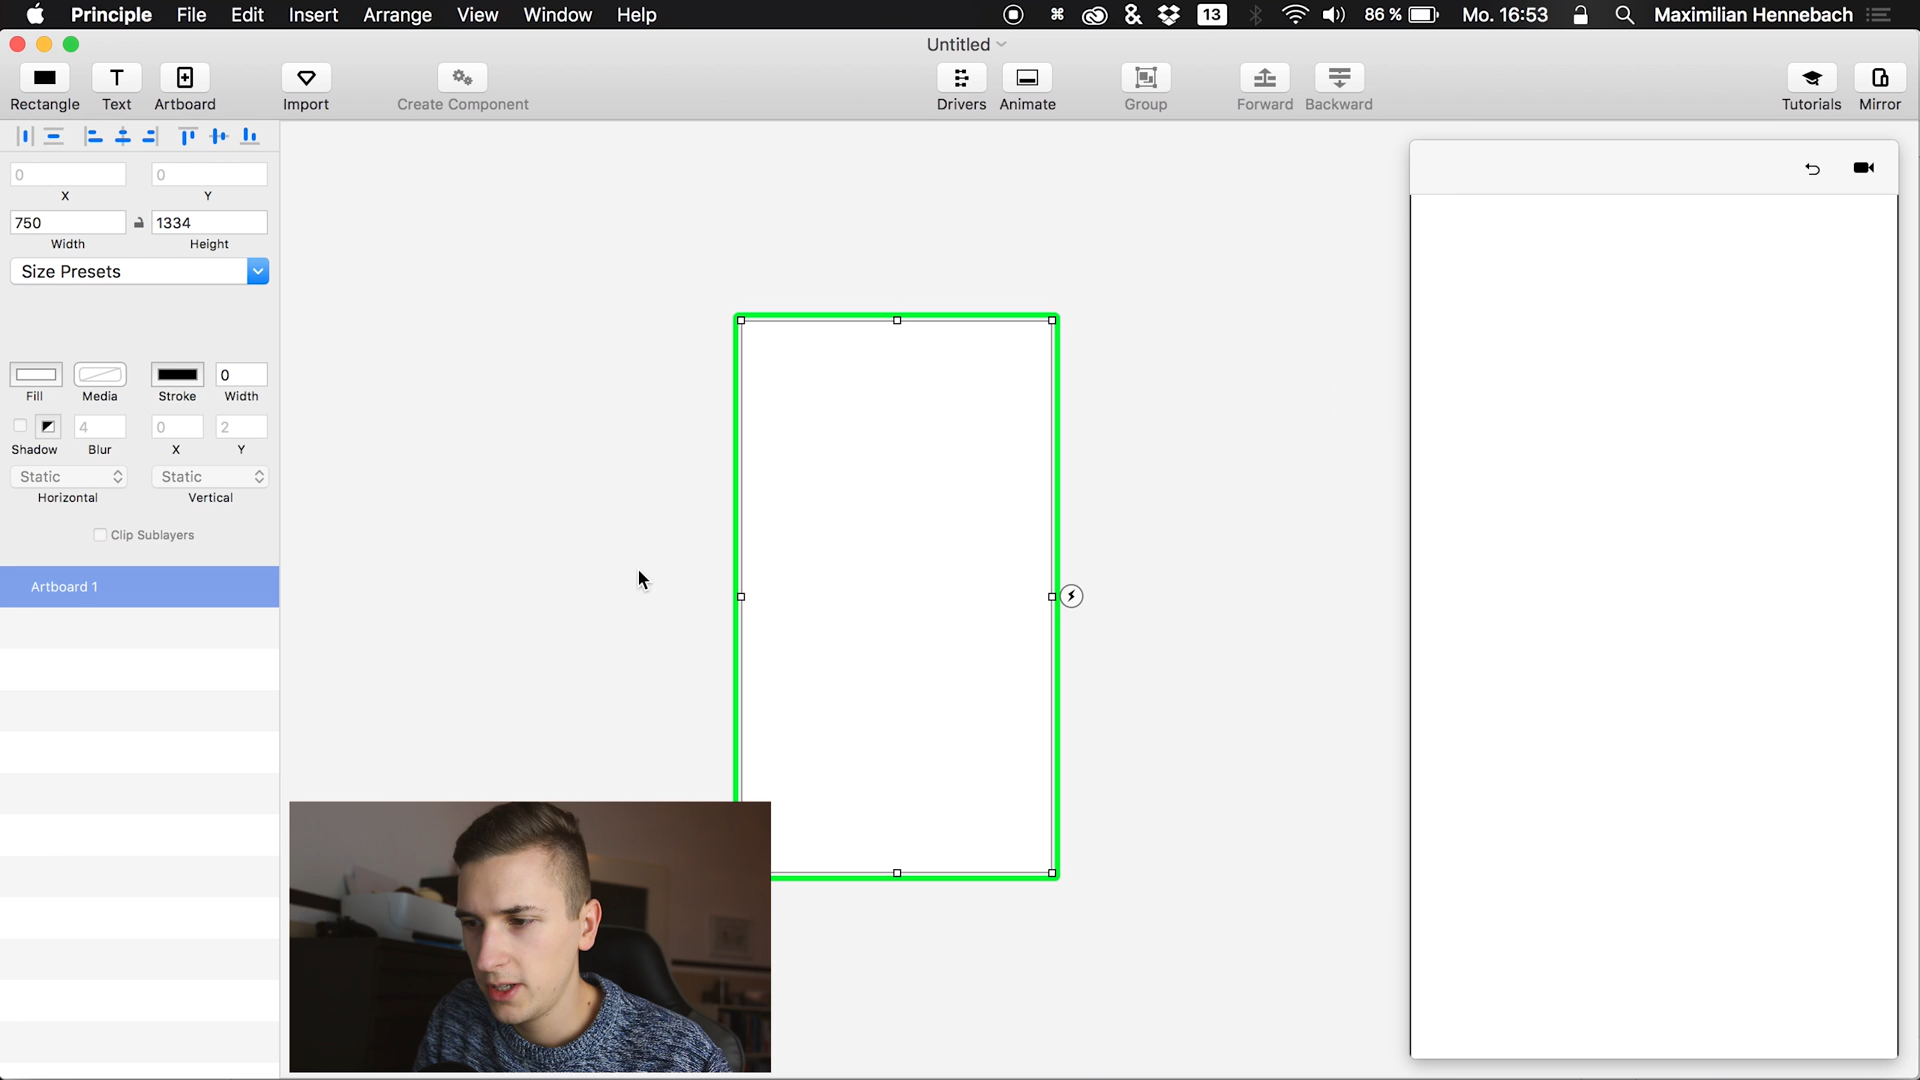 Principle File Edit Insert Arrange View Window Help 13 86 % Mo. 16:53 Maximilian Hennebach
Untitled
Rectangle Text Artboard Import Create Component Drivers Animate Group Forward Backward Tutorials Mirror
0 0
X Y
750 1334
Width Height
Size Presets
0
Fill Media Stroke Width
4 0 2
Shadow Blur X Y
Static Static
Horizontal Vertical
Clip Sublayers
Artboard 1